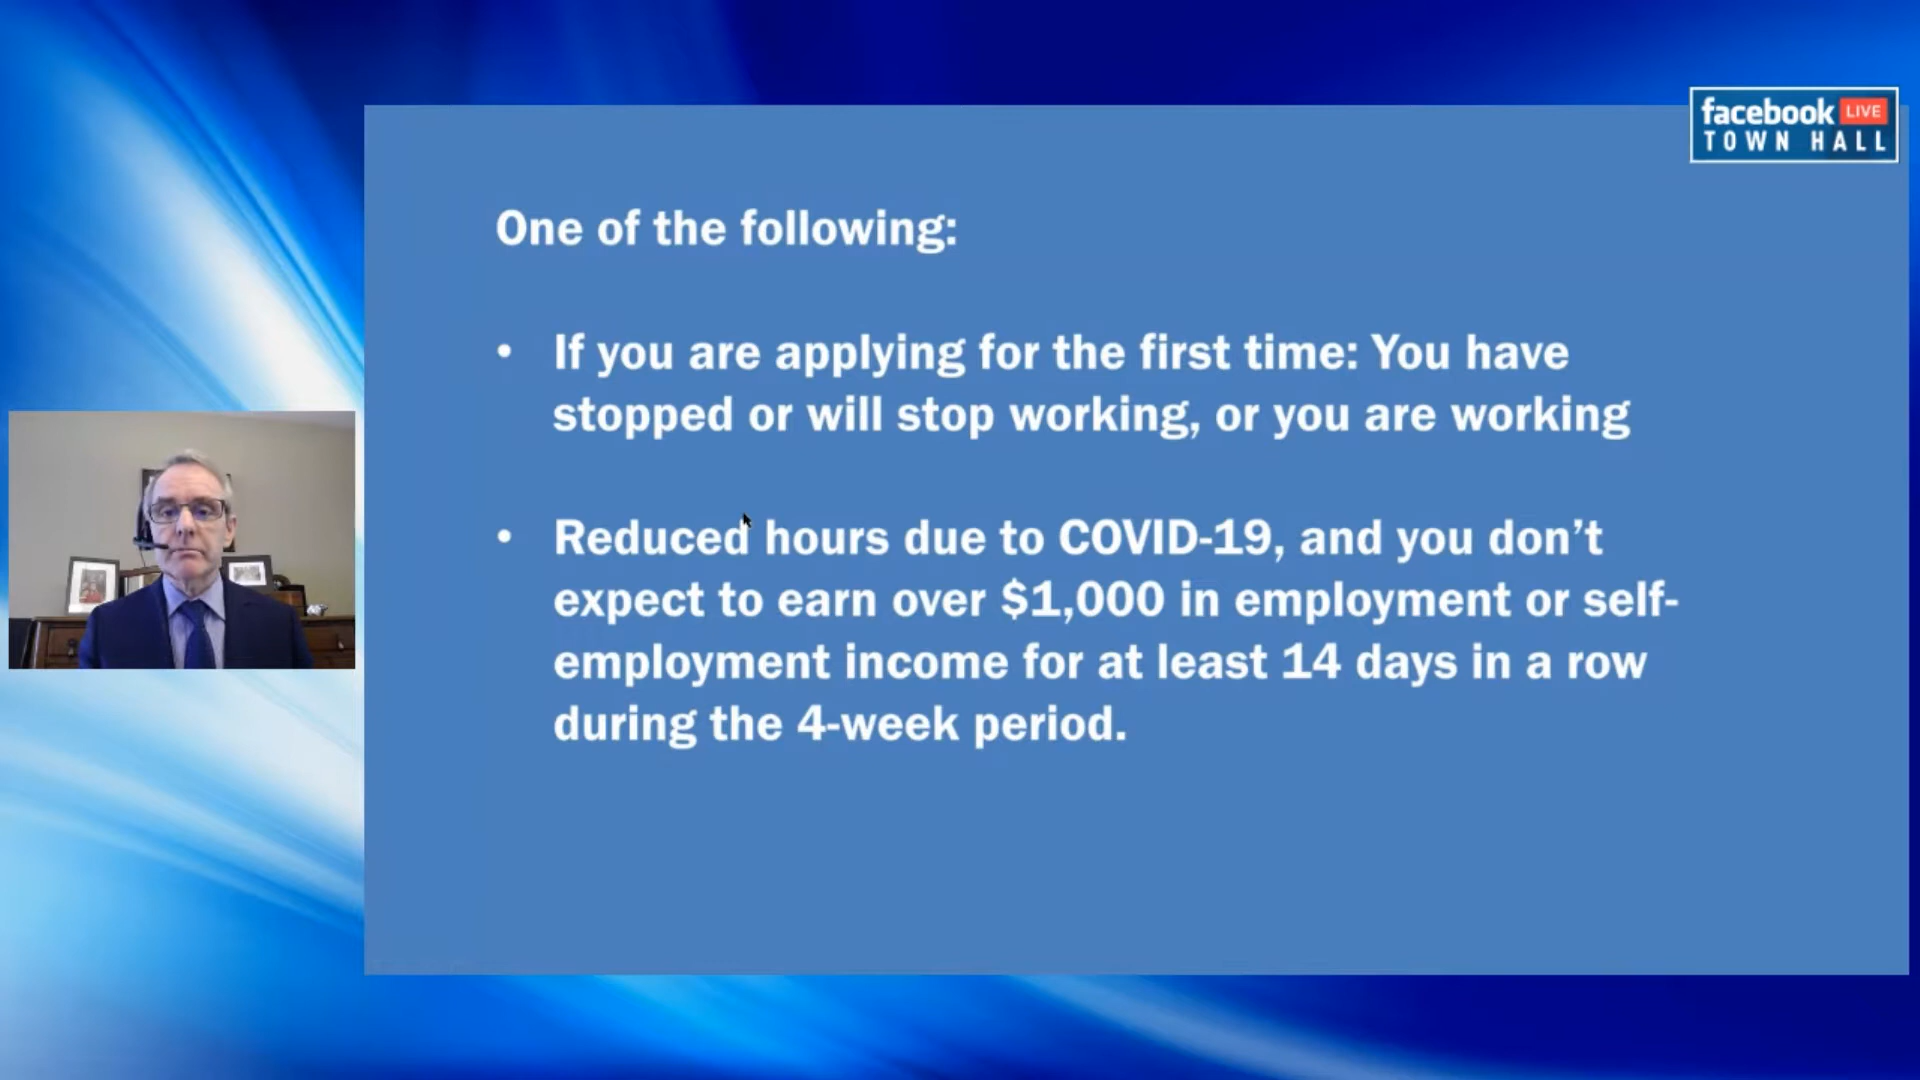 facebook LIVE
TOWN HALL
One of the following:
• If you are applying for the first time: You have
stopped or will stop working, or you are working
• Reduced hours due to COVID-19, and you don’t
expect to earn over $1,000 in employment or self-
employment income for at least 14 days in a row
during the 4-week period.